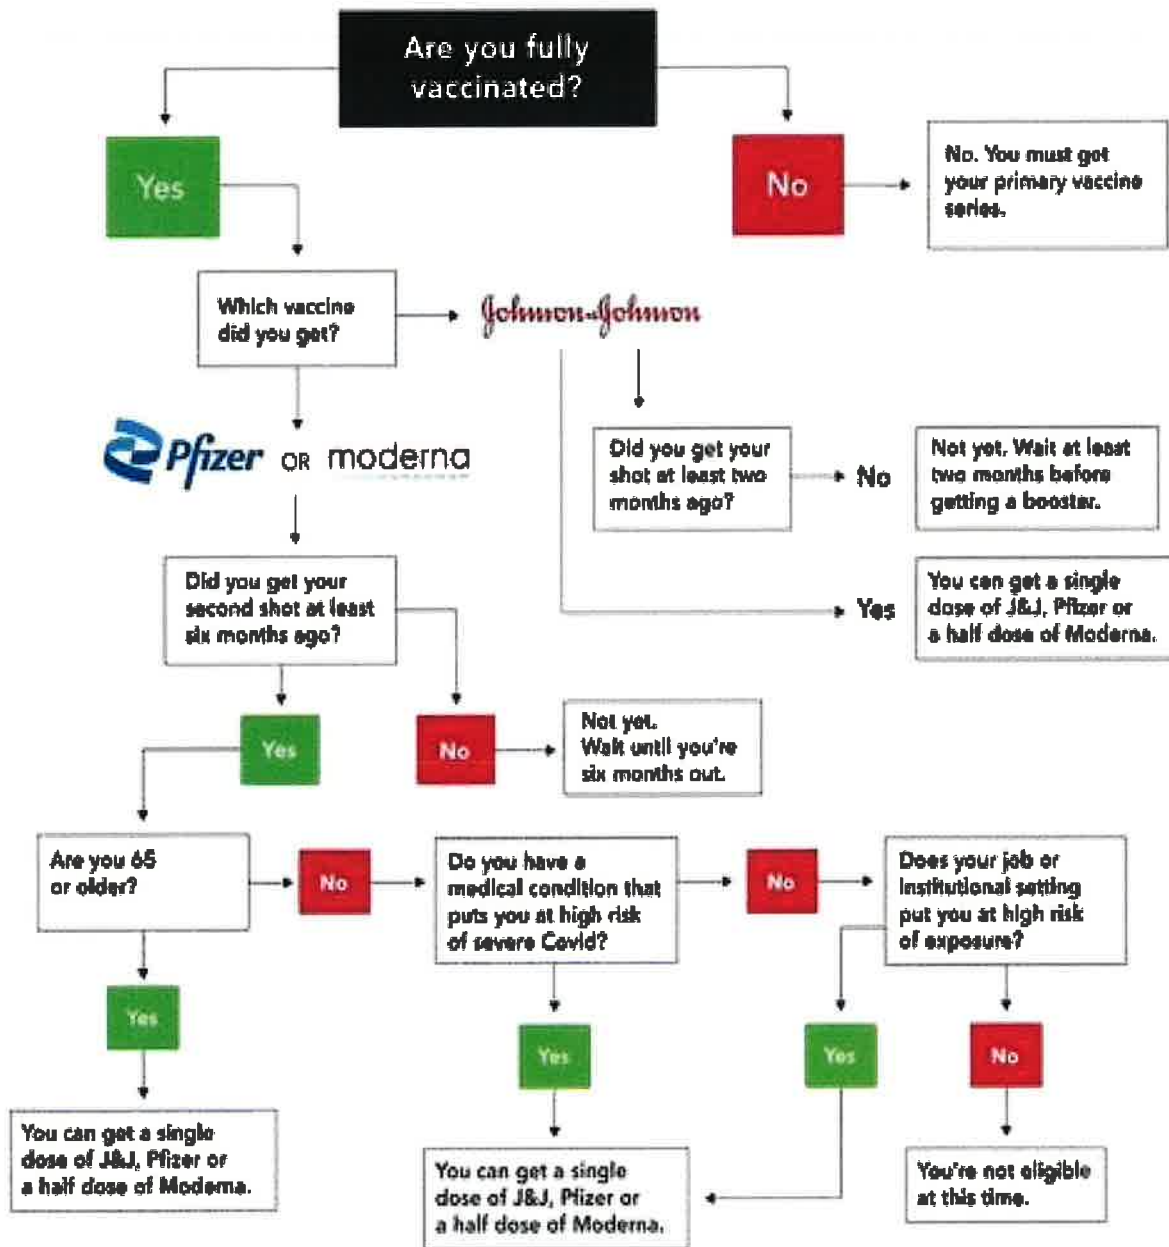 Are you fully
vaccinated?
Yes
No
No. You must get
your primary vaccine
series.
Which vaccine
did you get?
Johnson&Johnson
Pfizer OR moderna
Did you get your
shot at least two
months ago?
No
Not yet. Wait at least
two months before
getting a booster.
Did you get your
second shot at least
six months ago?
Yes
You can get a single
dose of J&J, Pfizer or
a half dose of Moderna.
Yes
No
Not yet.
Wait until you're
six months out.
Are you 65
or older?
No
Do you have a
medical condition that
puts you at high risk
of severe Covid?
No
Does your job or
institutional setting
put you at high risk
of exposure?
Yes
Yes
Yes
No
You can get a single
dose of J&J, Pfizer or
a half dose of Moderna.
You can get a single
dose of J&J, Pfizer or
a half dose of Moderna.
You're not eligible
at this time.